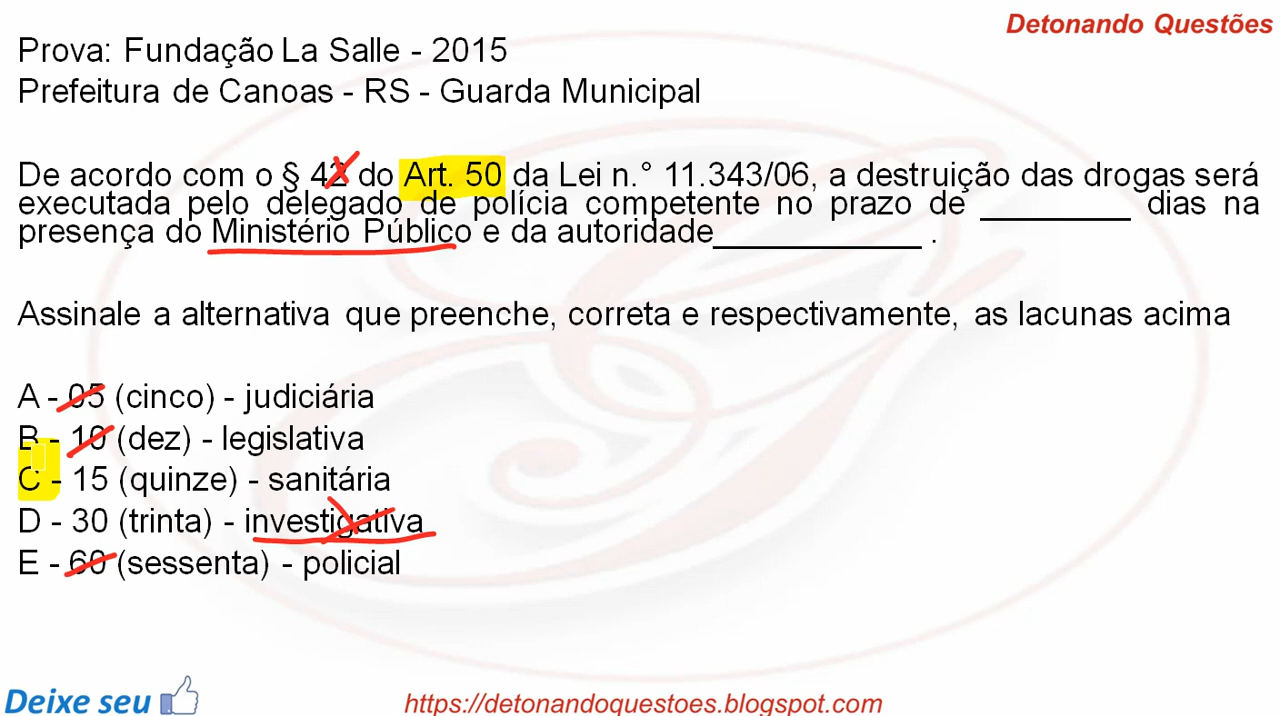 Detonando Questões
Prova: Fundação La Salle - 2015
Prefeitura de Canoas - RS - Guarda Municipal
De acordo com o § 42 do Art. 50 da Lei n.° 11.343/06, a destruição das drogas será
executada pelo delegado de polícia competente no prazo de ________ dias na
presença do Ministério Público e da autoridade___________ .
Assinale a alternativa que preenche, correta e respectivamente, as lacunas acima
A - 05 (cinco) - judiciária
B - 10 (dez) - legislativa
C - 15 (quinze) - sanitária
D - 30 (trinta) - investigativa
E - 60 (sessenta) - policial
Deixe seu
https://detonandoquestoes.blogspot.com